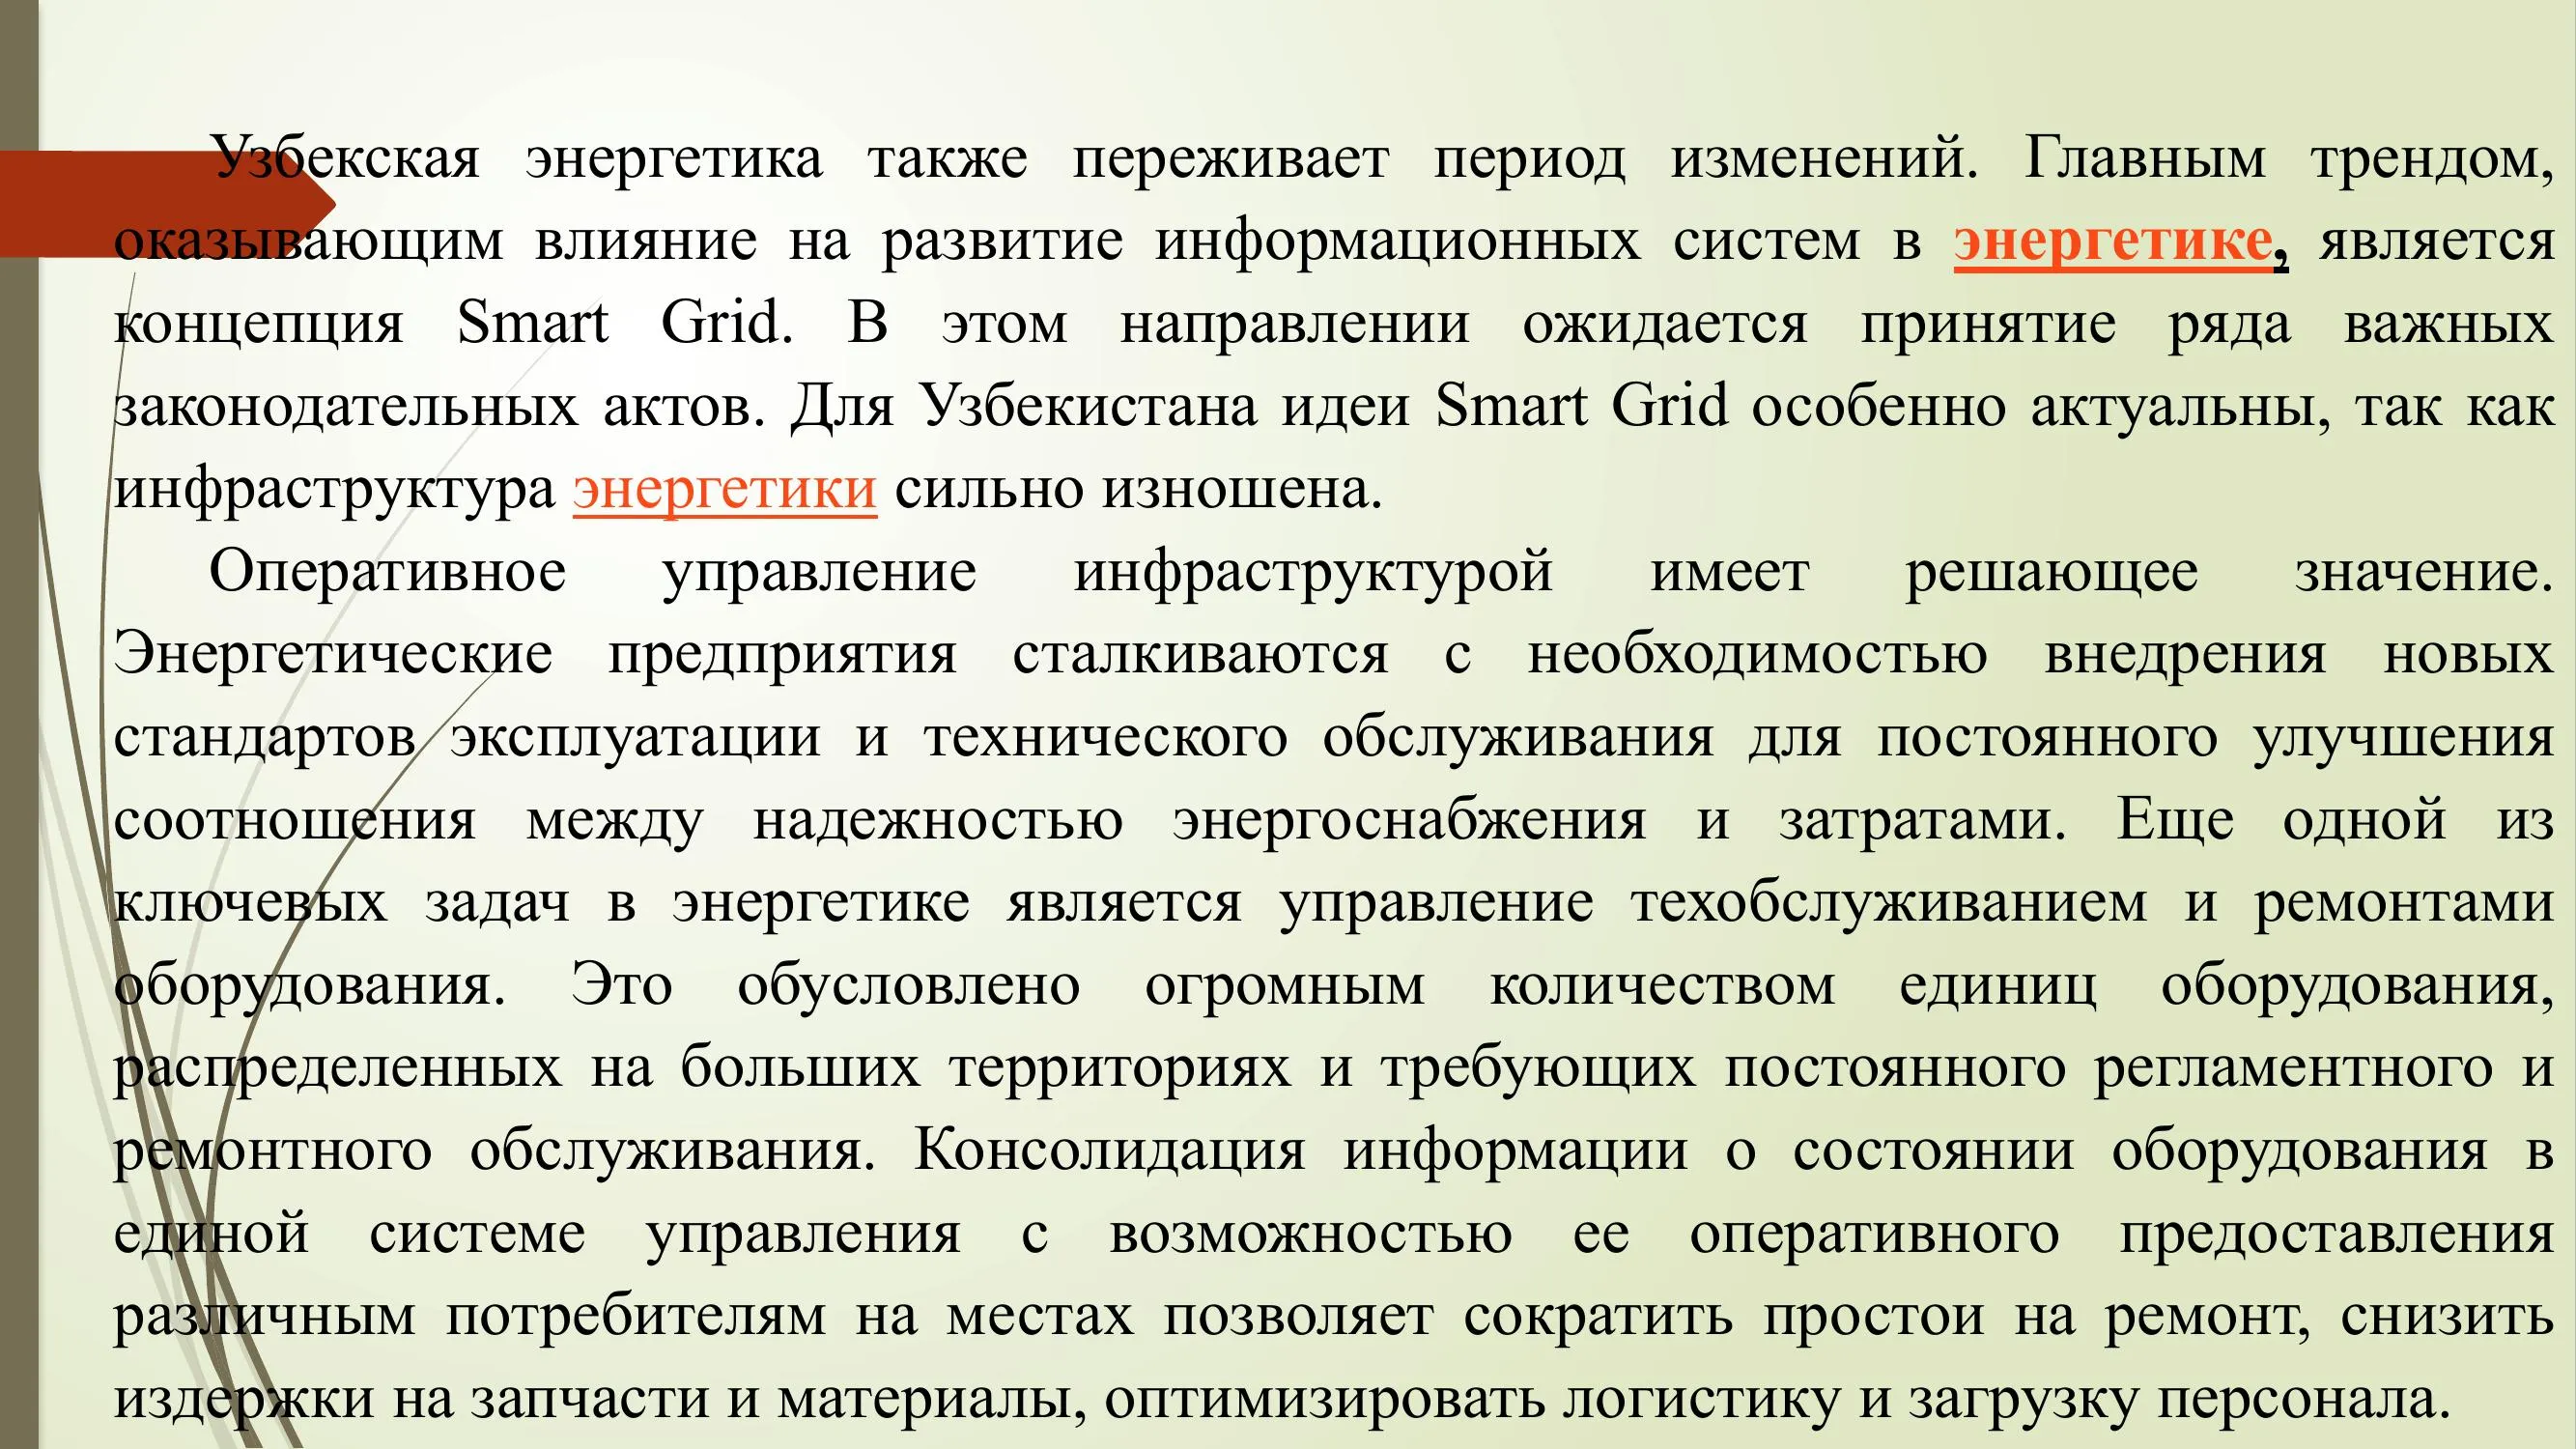 Узбекская энергетика также переживает период изменений. Главным трендом,
оказывающим влияние на развитие информационных систем в энергетике, является
концепция Smart Grid. В этом направлении ожидается принятие ряда важных
законодательных актов. Для Узбекистана идеи Smart Grid особенно актуальны, так как
инфраструктура энергетики сильно изношена.
Оперативное управление инфраструктурой имеет решающее значение.
Энергетические предприятия сталкиваются с необходимостью внедрения новых
стандартов эксплуатации и технического обслуживания для постоянного улучшения
соотношения между надежностью энергоснабжения и затратами. Еще одной из
ключевых задач в энергетике является управление техобслуживанием и ремонтами
оборудования. Это обусловлено огромным количеством единиц оборудования,
распределенных на больших территориях и требующих постоянного регламентного и
ремонтного обслуживания. Консолидация информации о состоянии оборудования в
единой системе управления с возможностью ее оперативного предоставления
различным потребителям на местах позволяет сократить простои на ремонт, снизить
издержки на запчасти и материалы, оптимизировать логистику и загрузку персонала.